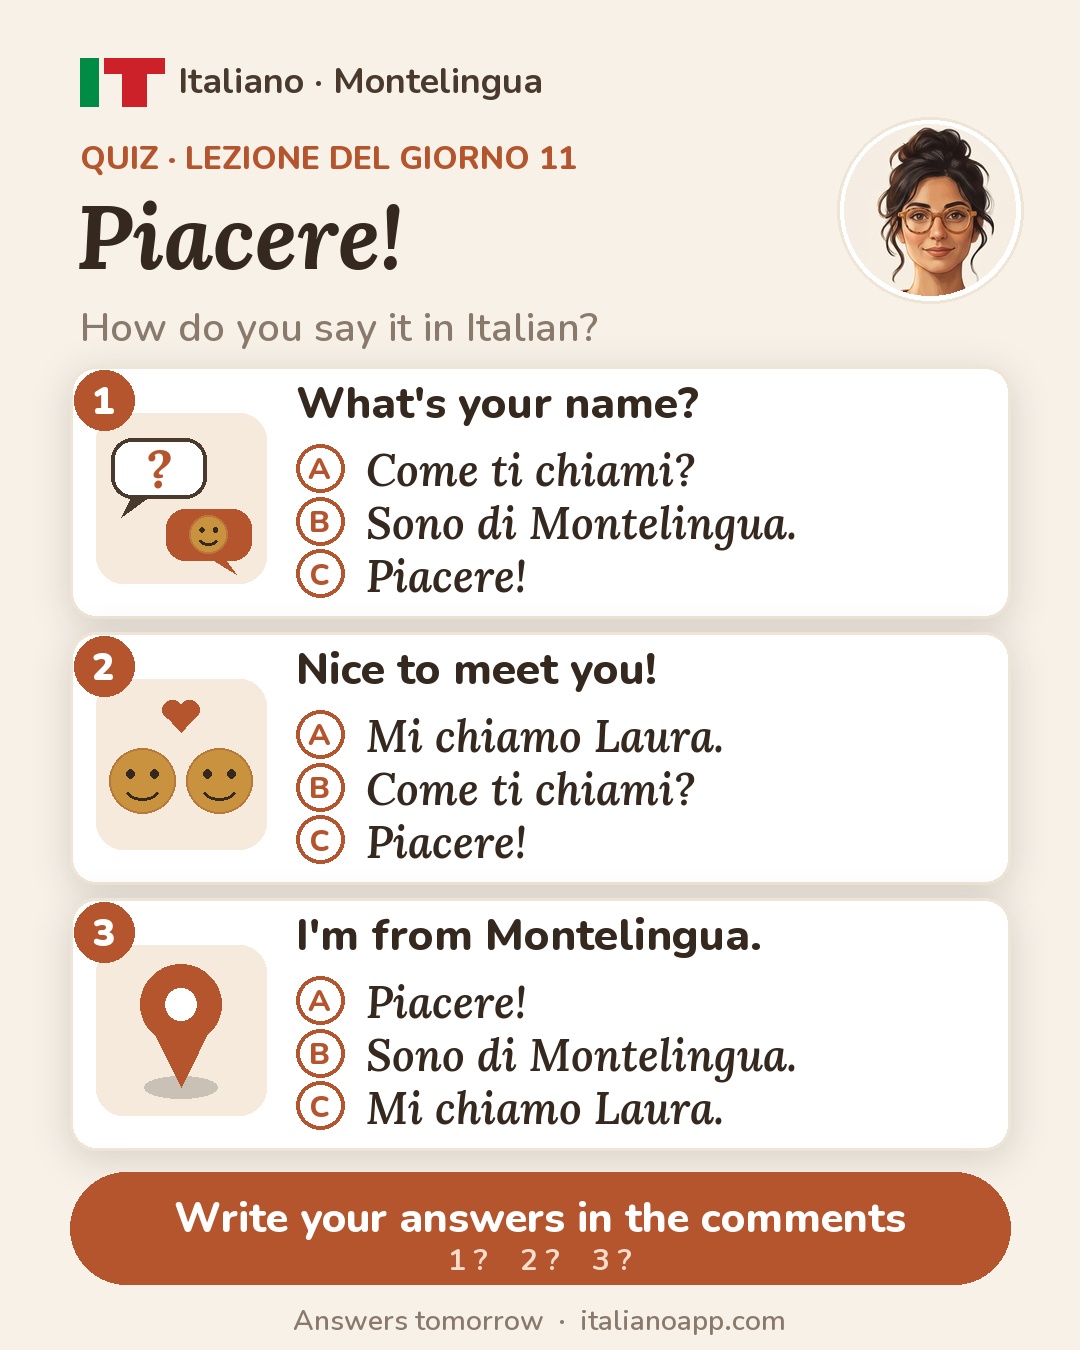 IT Italiano · Montelingua
QUIZ · LEZIONE DEL GIORNO 11
Piacere!
How do you say it in Italian?
1
What's your name?
?
A Come ti chiami?
B Sono di Montelingua.
C Piacere!
2
Nice to meet you!
A Mi chiamo Laura.
B Come ti chiami?
C Piacere!
3
I'm from Montelingua.
A Piacere!
B Sono di Montelingua.
C Mi chiamo Laura.
Write your answers in the comments
1 ? 2 ? 3 ?
Answers tomorrow · italianoapp.com